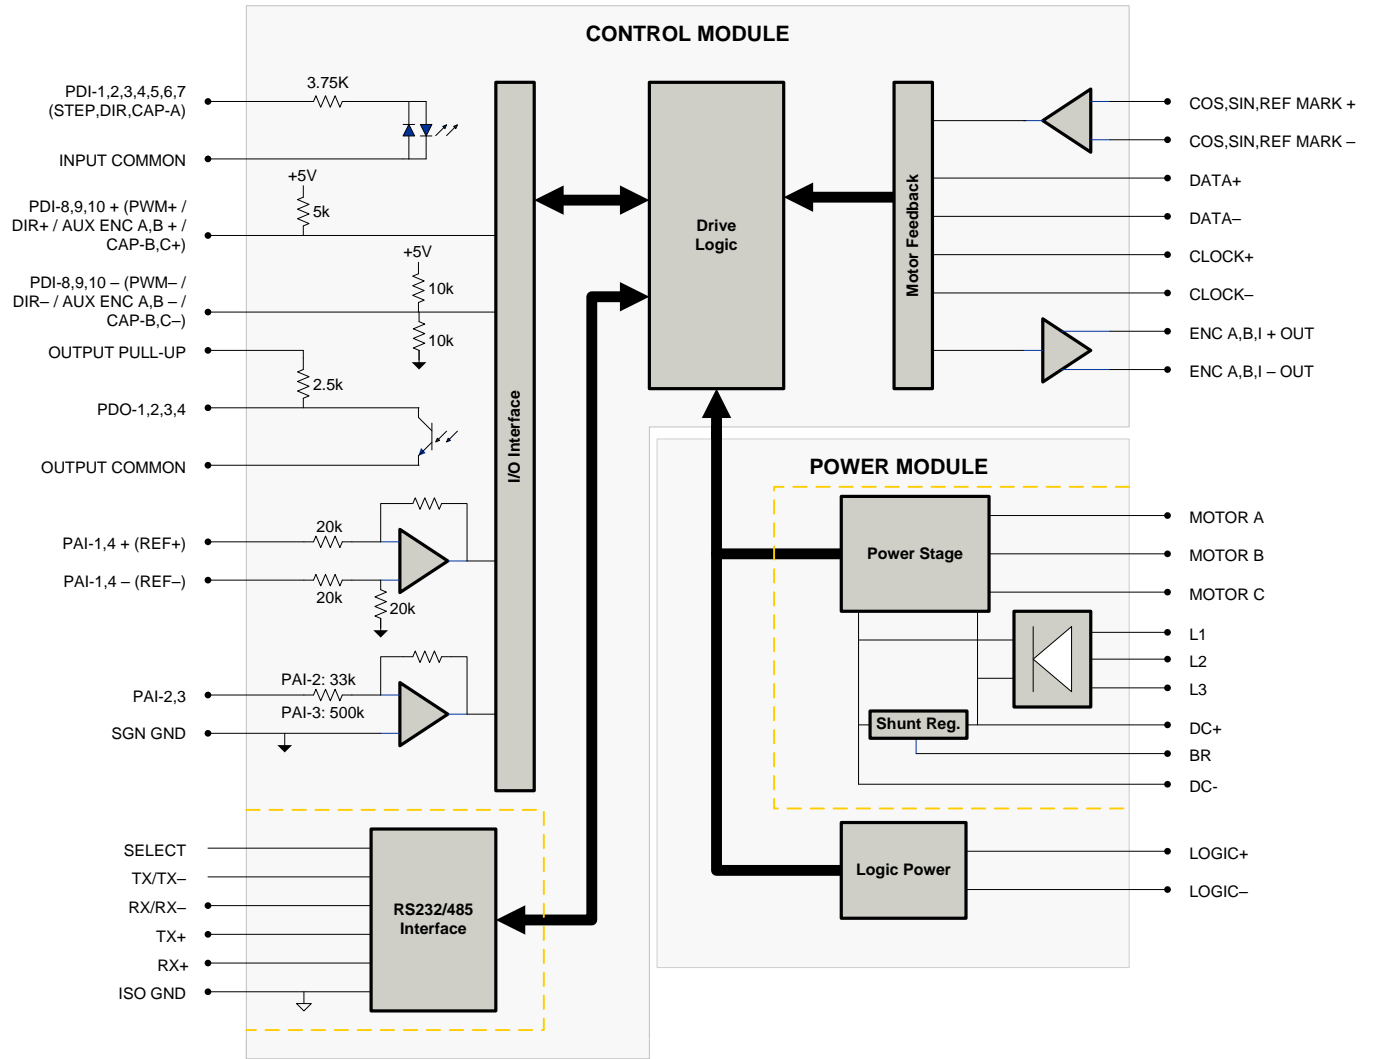 CONTROL MODULE
PDI-1,2,3,4,5,6,7
(STEP,DIR,CAP-A)
3.75K
INPUT COMMON
+5V
PDI-8,9,10 + (PWM+ /
DIR+ / AUX ENC A,B + /
CAP-B,C+)
5k
+5V
PDI-8,9,10 – (PWM– /
DIR– / AUX ENC A,B – /
CAP-B,C–)
10k
10k
OUTPUT PULL-UP
2.5k
PDO-1,2,3,4
OUTPUT COMMON
PAI-1,4 + (REF+)
20k
PAI-1,4 – (REF–)
20k
20k
PAI-2,3
PAI-2: 33k
PAI-3: 500k
SGN GND
I/O Interface
Drive
Logic
Motor Feedback
COS,SIN,REF MARK +
COS,SIN,REF MARK –
DATA+
DATA–
CLOCK+
CLOCK–
ENC A,B,I + OUT
ENC A,B,I – OUT
SELECT
TX/TX–
RX/RX–
TX+
RX+
ISO GND
RS232/485
Interface
POWER MODULE
Power Stage
MOTOR A
MOTOR B
MOTOR C
L1
L2
L3
Shunt Reg.
DC+
BR
DC-
Logic Power
LOGIC+
LOGIC–